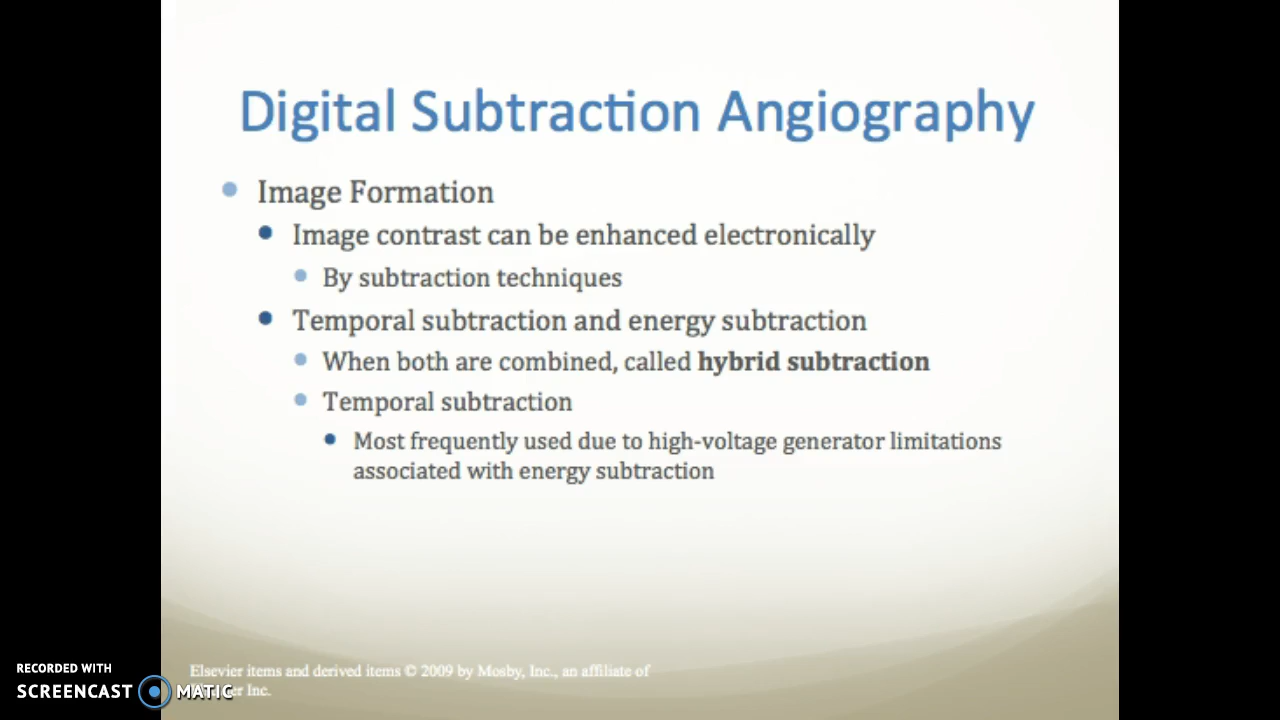 Digital Subtraction Angiography
Image Formation
Image contrast can be enhanced electronically
By subtraction techniques
Temporal subtraction and energy subtraction
When both are combined, called hybrid subtraction
Temporal subtraction
Most frequently used due to high-voltage generator limitations
associated with energy subtraction
Elsevier items and derived items © 2009 by Mosby, Inc., an affiliate of
Inc.
RECORDED WITH
SCREENCAST MATIC